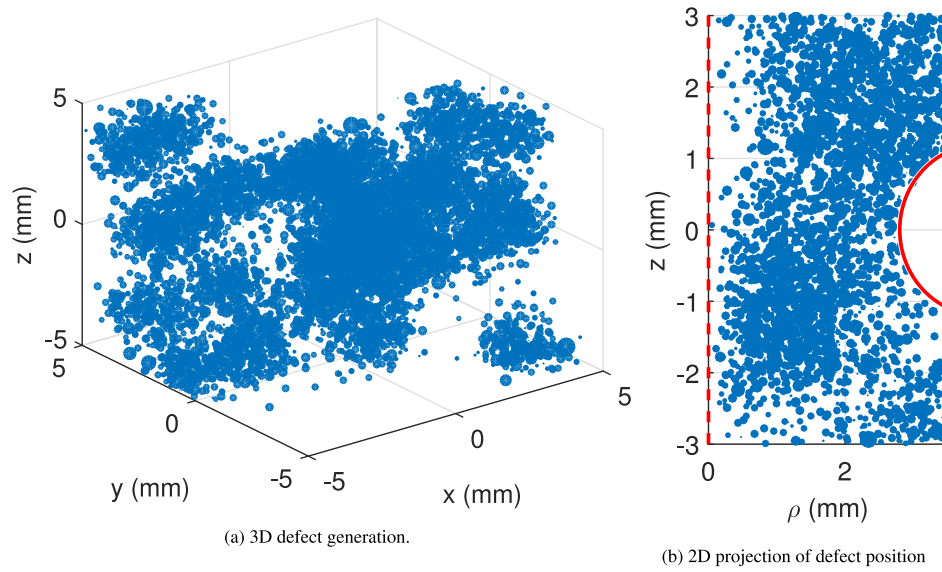 5
0
-5
z (mm)
5
0
-5
y (mm)
-5
0
5
x (mm)
(a) 3D defect generation.
3
2
1
0
-1
-2
-3
z (mm)
0
2
ρ (mm)
(b) 2D projection of defect position